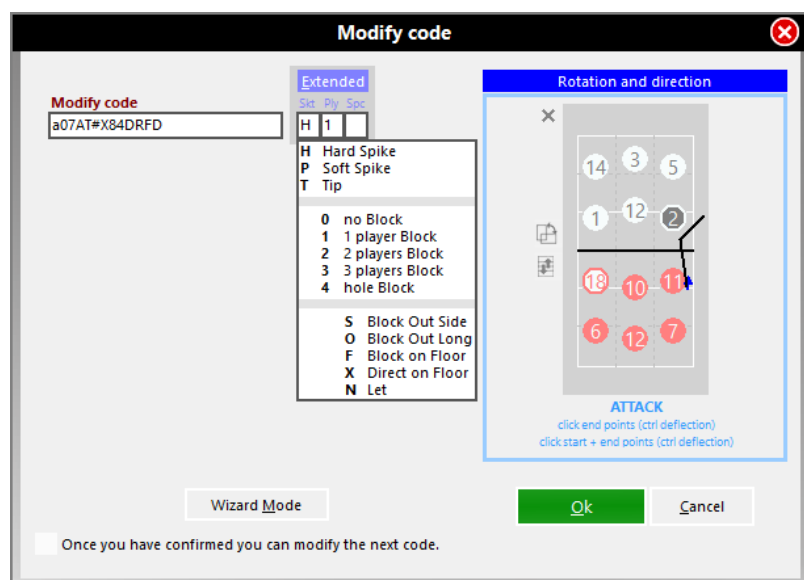 Modify code
Extended
Rotation and direction
Modify code
Skt Ply Spc
a07AT#X84DRFD
H 1
H Hard Spike
P Soft Spike
T Tip
0 no Block
1 1 player Block
2 2 players Block
3 3 players Block
4 hole Block
S Block Out Side
O Block Out Long
F Block on Floor
X Direct on Floor
N Let
14 3 5
1 12 2
18 10 11
6 12 7
ATTACK
click end points (ctrl deflection)
click start + end points (ctrl deflection)
Wizard Mode
Ok
Cancel
Once you have confirmed you can modify the next code.